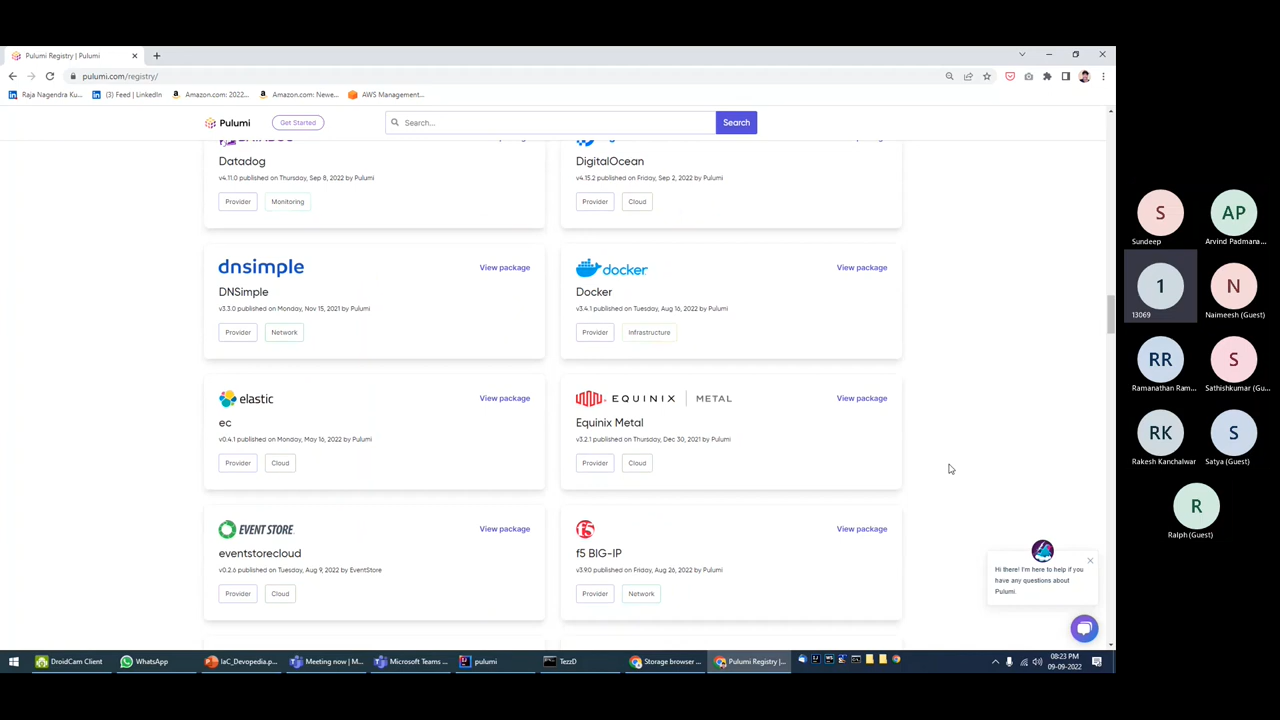 Pulumi Registry | Pulumi
pulumi.com/registry/
Raja Nagendra Ku...
(3) Feed | LinkedIn
Amazon.com: 2022...
Amazon.com: Newe...
AWS Management...
Pulumi
Get Started
Search...
Search
Datadog
v4.11.0 published on Thursday, Sep 8, 2022 by Pulumi
Provider
Monitoring
DigitalOcean
v4.15.2 published on Friday, Sep 2, 2022 by Pulumi
Provider
Cloud
dnsimple
View package
DNSimple
v3.3.0 published on Monday, Nov 15, 2021 by Pulumi
Provider
Network
docker
View package
Docker
v3.4.1 published on Tuesday, Aug 16, 2022 by Pulumi
Provider
Infrastructure
elastic
View package
ec
v0.4.1 published on Monday, May 16, 2022 by Pulumi
Provider
Cloud
EQUINIX | METAL
View package
Equinix Metal
v3.2.1 published on Thursday, Dec 30, 2021 by Pulumi
Provider
Cloud
EVENT STORE
View package
eventstorecloud
v0.2.6 published on Tuesday, Aug 9, 2022 by EventStore
Provider
Cloud
f5
View package
f5 BIG-IP
v3.9.0 published on Friday, Aug 26, 2022 by Pulumi
Provider
Network
Hi there! I'm here to help if you
have any questions about
Pulumi.
S
Sundeep
AP
Arvind Padmana...
1
13069
N
Naimeesh (Guest)
RR
Ramanathan Ram...
S
Sathishkumar (Gu...
RK
Rakesh Kanchalwar
S
Satya (Guest)
R
Ralph (Guest)
DroidCam Client
WhatsApp
IaC_Devopedia.p...
Meeting now | M...
Microsoft Teams ...
pulumi
TezzD
Storage browser ...
Pulumi Registry |...
08:23 PM
09-09-2022